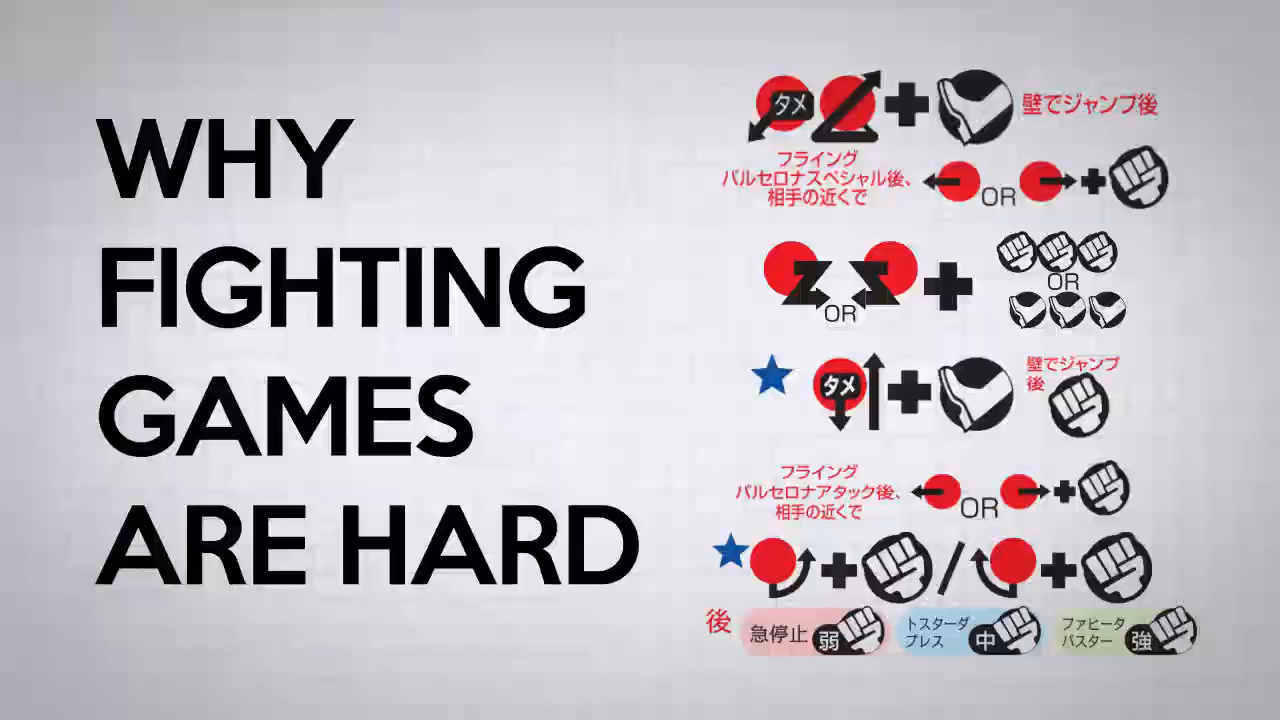 WHY
FIGHTING
GAMES
ARE HARD
タメ
壁でジャンプ後
フライング
バルセロナスペシャル後、
相手の近くで
OR
OR
OR
タメ
壁でジャンプ
後
フライング
バルセロナアタック後、
相手の近くで
OR
後
急停止 弱
トスターダ
プレス 中
ファヒータ
バスター 強